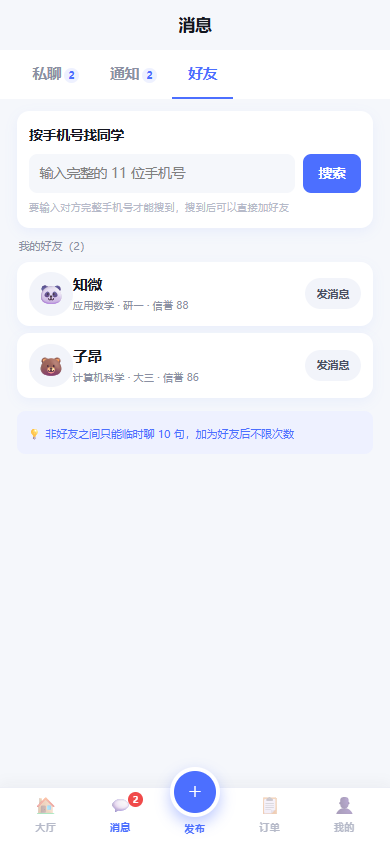 消息
私聊 2 通知 2 好友
按手机号找同学
输入完整的 11 位手机号 搜索
要输入对方完整手机号才能搜到，搜到后可以直接加好友
我的好友（2）
知微
应用数学 · 研一 · 信誉 88
发消息
子昂
计算机科学 · 大三 · 信誉 86
发消息
非好友之间只能临时聊 10 句，加为好友后不限次数
2
+
大厅 消息 发布 订单 我的